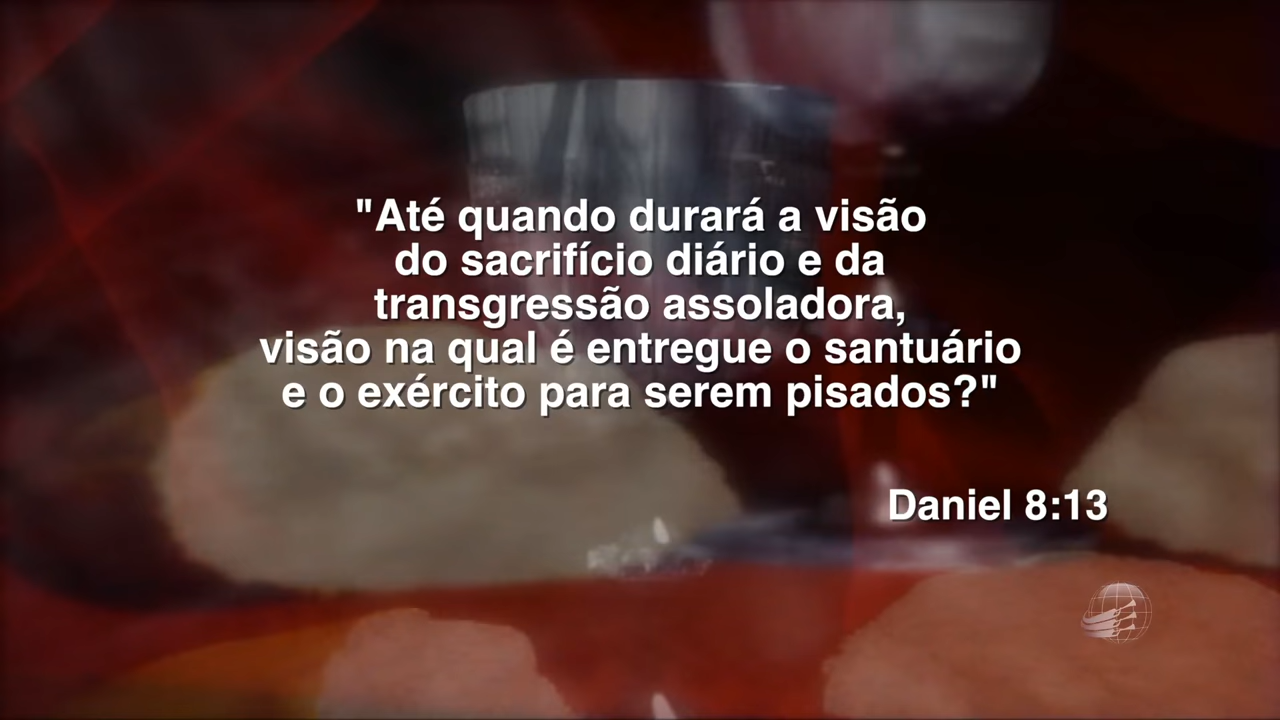 "Até quando durará a visão
do sacrifício diário e da
transgressão assoladora,
visão na qual é entregue o santuário
e o exército para serem pisados?"
Daniel 8:13